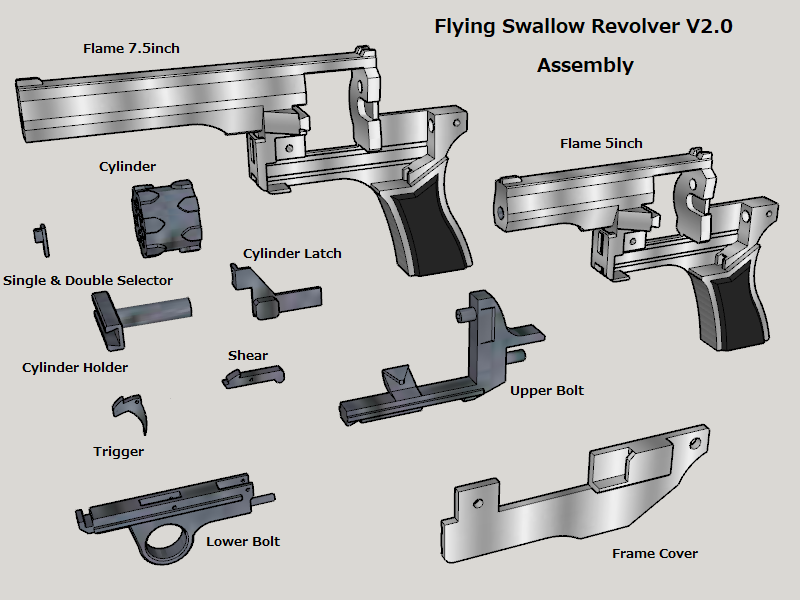 Flying Swallow Revolver V2.0
Assembly
Flame 7.5inch
Flame 5inch
Cylinder
Cylinder Latch
Single & Double Selector
Cylinder Holder
Shear
Upper Bolt
Trigger
Lower Bolt
Frame Cover